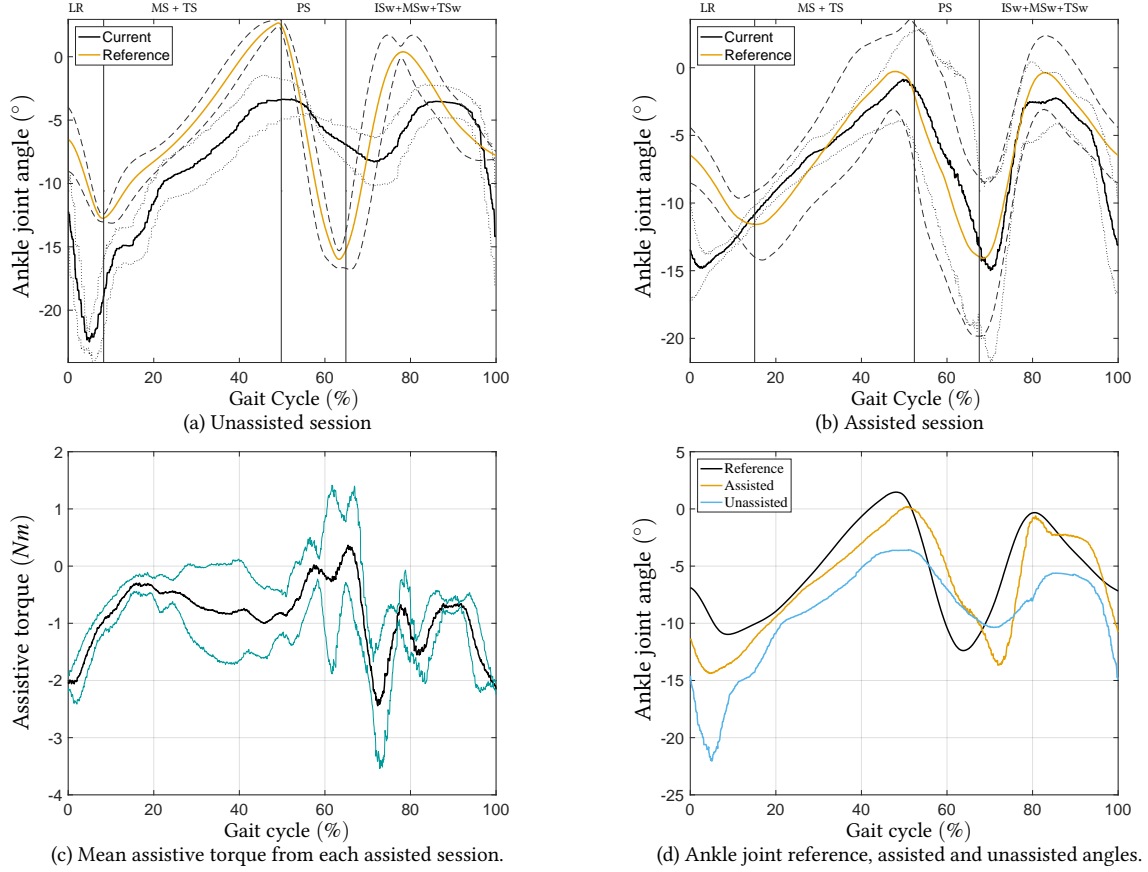 LR MS + TS PS ISw+MSw+TSw
Current
Reference
0
-5
-10
-15
-20
Ankle joint angle (°)
0 20 40 60 80 100
Gait Cycle (%)
(a) Unassisted session
LR MS + TS PS ISw+MSw+TSw
Current
Reference
0
-5
-10
-15
-20
Ankle joint angle (°)
0 20 40 60 80 100
Gait Cycle (%)
(b) Assisted session
2
1
0
-1
-2
-3
-4
Assistive torque (Nm)
0 20 40 60 80 100
Gait cycle (%)
(c) Mean assistive torque from each assisted session.
Reference
Assisted
Unassisted
5
0
-5
-10
-15
-20
-25
Ankle joint angle (°)
0 20 40 60 80 100
Gait cycle (%)
(d) Ankle joint reference, assisted and unassisted angles.